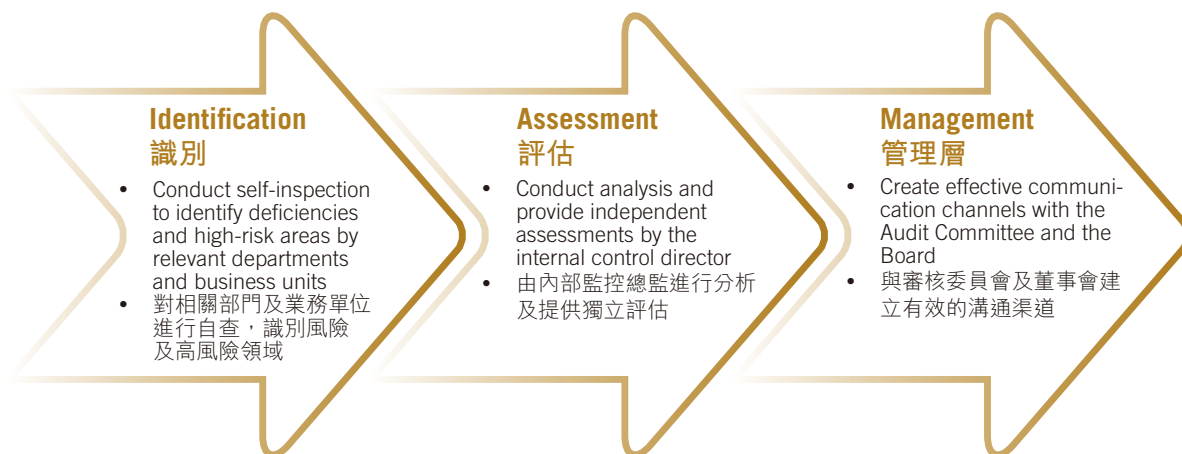 Identification
識別
• Conduct self-inspection
to identify deficiencies
and high-risk areas by
relevant departments
and business units
• 對相關部門及業務單位
進行自查，識別風險
及高風險領域
Assessment
評估
• Conduct analysis and
provide independent
assessments by the
internal control director
• 由內部監控總監進行分析
及提供獨立評估
Management
管理層
• Create effective communi-
cation channels with the
Audit Committee and the
Board
• 與審核委員會及董事會建
立有效的溝通渠道